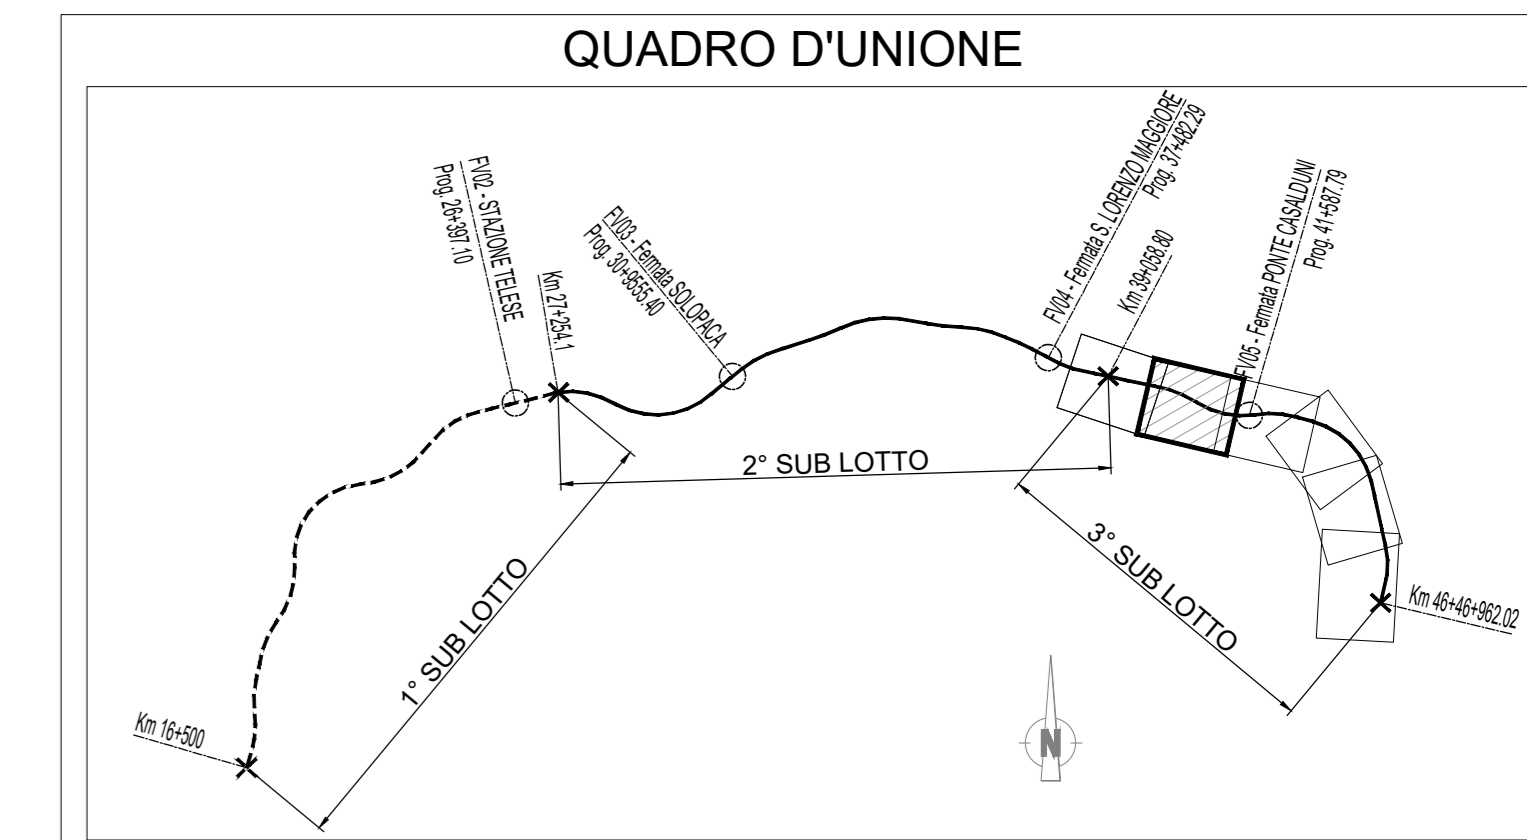 QUADRO D'UNIONE
FV02 - STAZIONE TELESE
Prog. 26+397.10
Km 27+254.1
FV03 - Fermata SOLOPACA
Prog. 30+9655.40
FV04 - Fermata S. LORENZO MAGGIORE
Prog. 37+482.29
Km 39+058.80
FV05 - Fermata PONTE CASALDUNI
Prog. 41+587.79
2° SUB LOTTO
1° SUB LOTTO
3° SUB LOTTO
Km 46+46+962.02
Km 16+500
N